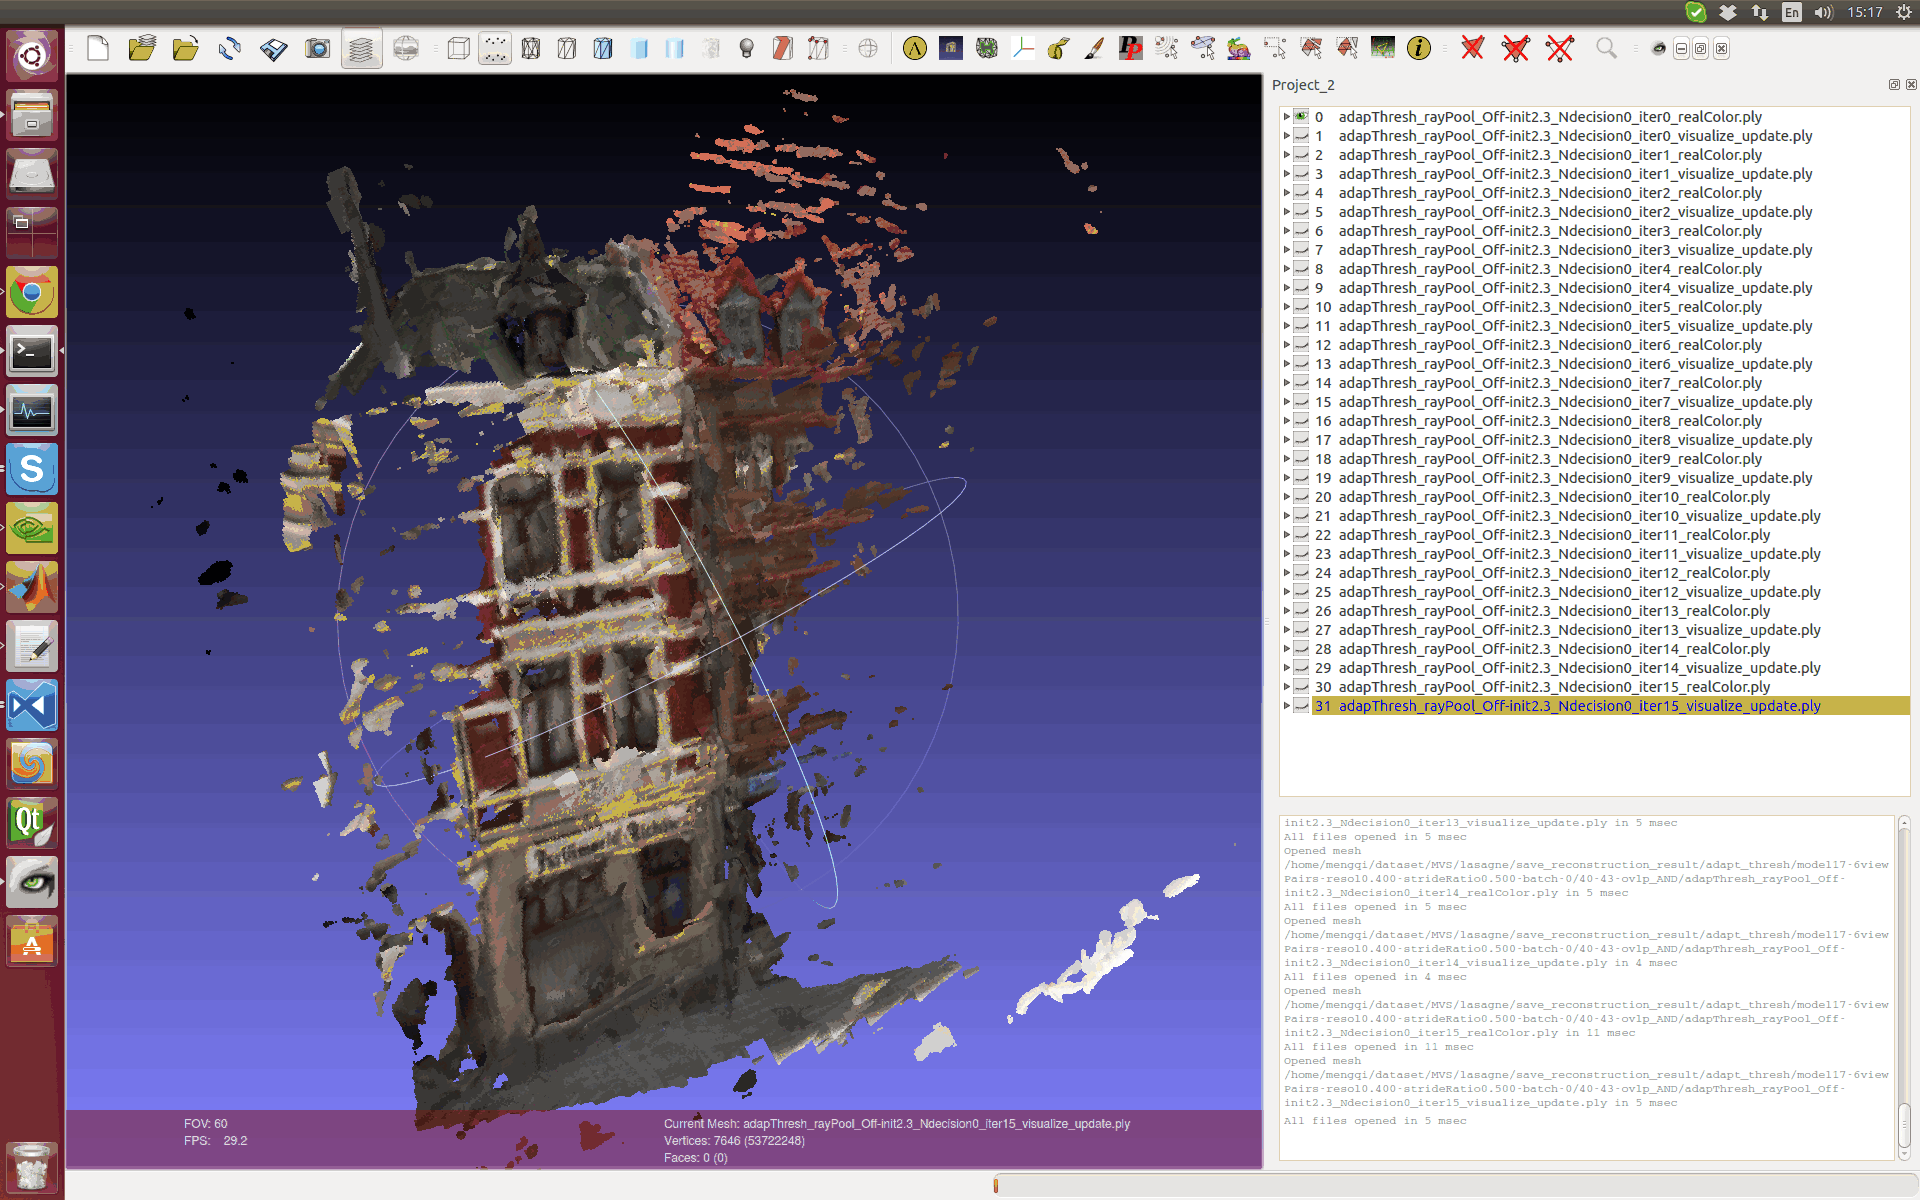 En
15:17
Project_2
0 adapThresh_rayPool_Off-init2.3_Ndecision0_iter0_realColor.ply
1 adapThresh_rayPool_Off-init2.3_Ndecision0_iter0_visualize_update.ply
2 adapThresh_rayPool_Off-init2.3_Ndecision0_iter1_realColor.ply
3 adapThresh_rayPool_Off-init2.3_Ndecision0_iter1_visualize_update.ply
4 adapThresh_rayPool_Off-init2.3_Ndecision0_iter2_realColor.ply
5 adapThresh_rayPool_Off-init2.3_Ndecision0_iter2_visualize_update.ply
6 adapThresh_rayPool_Off-init2.3_Ndecision0_iter3_realColor.ply
7 adapThresh_rayPool_Off-init2.3_Ndecision0_iter3_visualize_update.ply
8 adapThresh_rayPool_Off-init2.3_Ndecision0_iter4_realColor.ply
9 adapThresh_rayPool_Off-init2.3_Ndecision0_iter4_visualize_update.ply
10 adapThresh_rayPool_Off-init2.3_Ndecision0_iter5_realColor.ply
11 adapThresh_rayPool_Off-init2.3_Ndecision0_iter5_visualize_update.ply
12 adapThresh_rayPool_Off-init2.3_Ndecision0_iter6_realColor.ply
13 adapThresh_rayPool_Off-init2.3_Ndecision0_iter6_visualize_update.ply
14 adapThresh_rayPool_Off-init2.3_Ndecision0_iter7_realColor.ply
15 adapThresh_rayPool_Off-init2.3_Ndecision0_iter7_visualize_update.ply
16 adapThresh_rayPool_Off-init2.3_Ndecision0_iter8_realColor.ply
17 adapThresh_rayPool_Off-init2.3_Ndecision0_iter8_visualize_update.ply
18 adapThresh_rayPool_Off-init2.3_Ndecision0_iter9_realColor.ply
19 adapThresh_rayPool_Off-init2.3_Ndecision0_iter9_visualize_update.ply
20 adapThresh_rayPool_Off-init2.3_Ndecision0_iter10_realColor.ply
21 adapThresh_rayPool_Off-init2.3_Ndecision0_iter10_visualize_update.ply
22 adapThresh_rayPool_Off-init2.3_Ndecision0_iter11_realColor.ply
23 adapThresh_rayPool_Off-init2.3_Ndecision0_iter11_visualize_update.ply
24 adapThresh_rayPool_Off-init2.3_Ndecision0_iter12_realColor.ply
25 adapThresh_rayPool_Off-init2.3_Ndecision0_iter12_visualize_update.ply
26 adapThresh_rayPool_Off-init2.3_Ndecision0_iter13_realColor.ply
27 adapThresh_rayPool_Off-init2.3_Ndecision0_iter13_visualize_update.ply
28 adapThresh_rayPool_Off-init2.3_Ndecision0_iter14_realColor.ply
29 adapThresh_rayPool_Off-init2.3_Ndecision0_iter14_visualize_update.ply
30 adapThresh_rayPool_Off-init2.3_Ndecision0_iter15_realColor.ply
31 adapThresh_rayPool_Off-init2.3_Ndecision0_iter15_visualize_update.ply
init2.3_Ndecision0_iter13_visualize_update.ply in 5 msec
All files opened in 5 msec
Opened mesh
/home/mengqi/dataset/MVS/lasagne/save_reconstruction_result/adapt_thresh/model17-6view
Pairs-resol0.400-strideRatio0.500-batch-0/40-43-ovlp_AND/adapThresh_rayPool_Off-
init2.3_Ndecision0_iter14_realColor.ply in 5 msec
All files opened in 5 msec
Opened mesh
/home/mengqi/dataset/MVS/lasagne/save_reconstruction_result/adapt_thresh/model17-6view
Pairs-resol0.400-strideRatio0.500-batch-0/40-43-ovlp_AND/adapThresh_rayPool_Off-
init2.3_Ndecision0_iter14_visualize_update.ply in 4 msec
All files opened in 4 msec
Opened mesh
/home/mengqi/dataset/MVS/lasagne/save_reconstruction_result/adapt_thresh/model17-6view
Pairs-resol0.400-strideRatio0.500-batch-0/40-43-ovlp_AND/adapThresh_rayPool_Off-
init2.3_Ndecision0_iter15_realColor.ply in 11 msec
All files opened in 11 msec
Opened mesh
/home/mengqi/dataset/MVS/lasagne/save_reconstruction_result/adapt_thresh/model17-6view
Pairs-resol0.400-strideRatio0.500-batch-0/40-43-ovlp_AND/adapThresh_rayPool_Off-
init2.3_Ndecision0_iter15_visualize_update.ply in 5 msec
All files opened in 5 msec
FOV: 60
FPS: 29.2
Current Mesh: adapThresh_rayPool_Off-init2.3_Ndecision0_iter15_visualize_update.ply
Vertices: 7646 (53722248)
Faces: 0 (0)
S
Qt